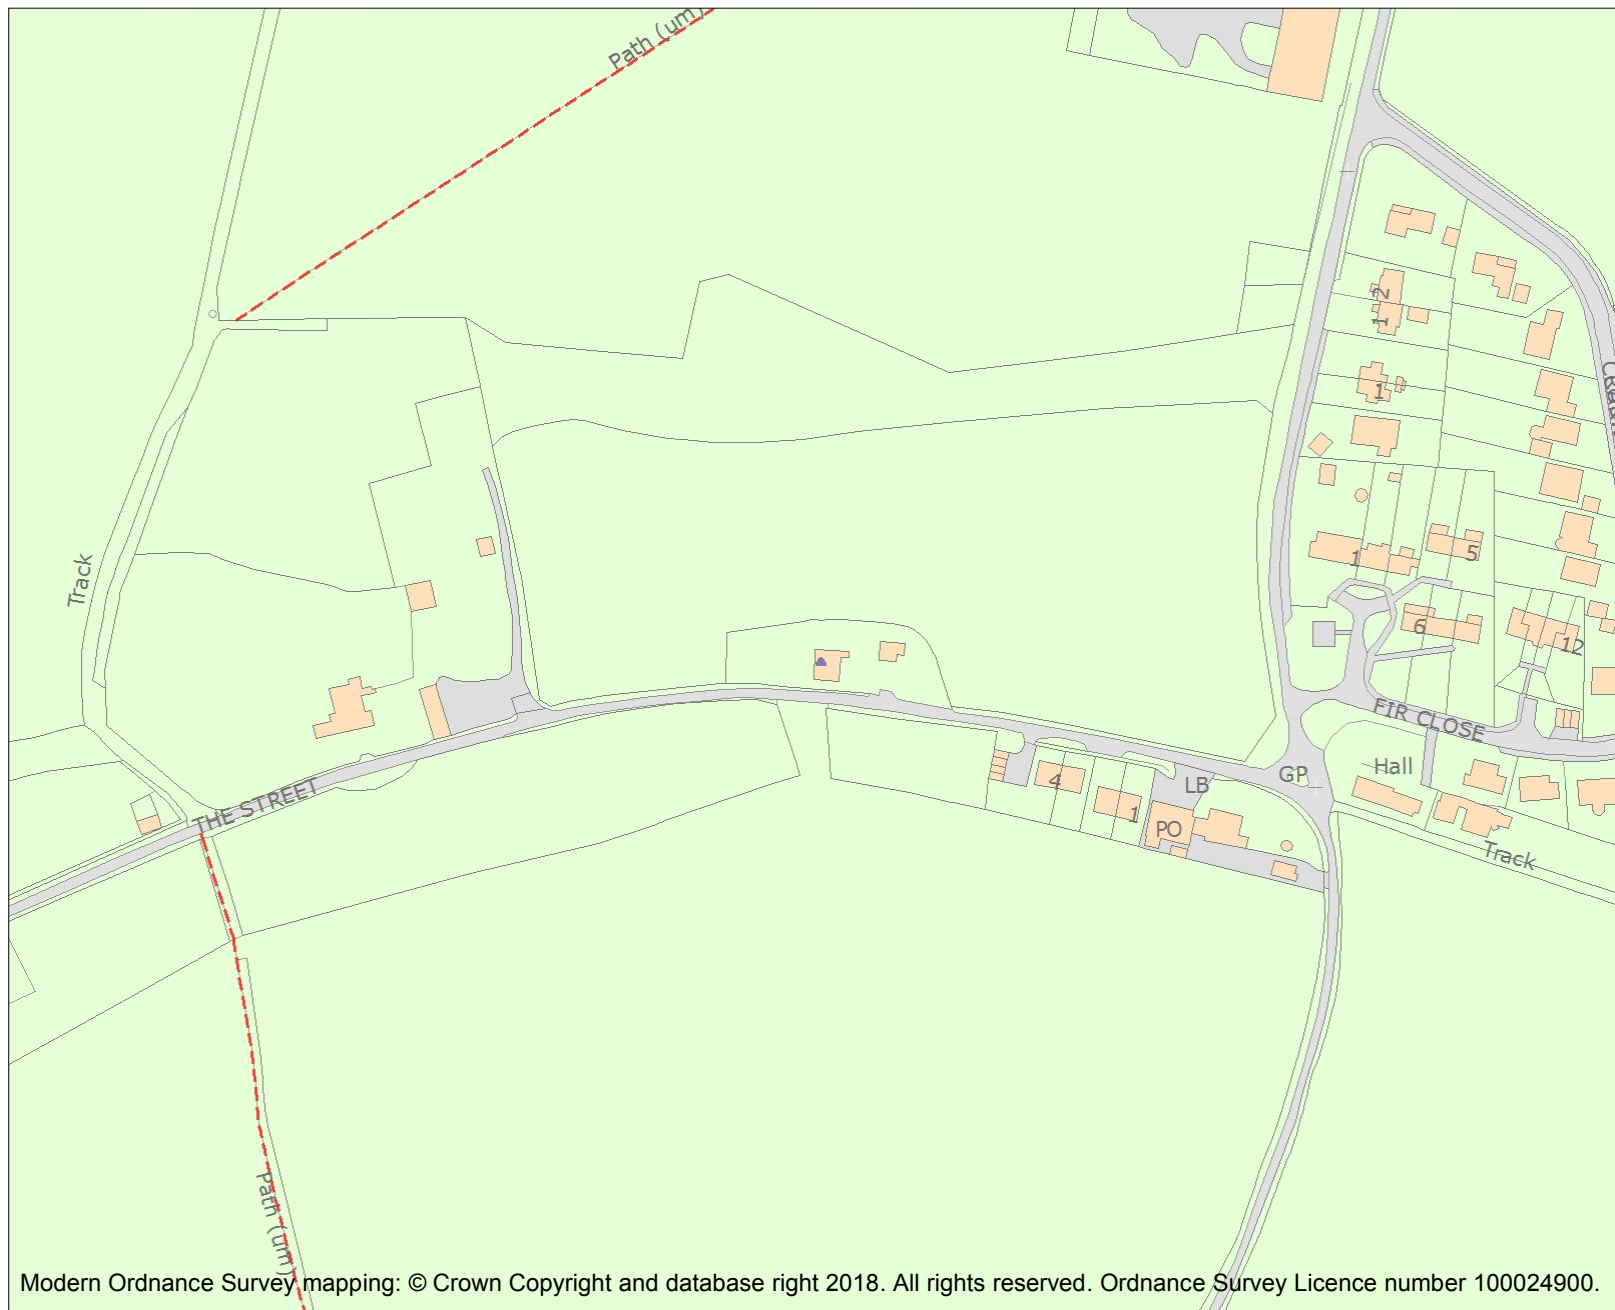 Path (um)
2
1
1
Track
1
5
6
12
FIR CLOSE
THE STREET
4
1
LB
GP
Hall
PO
Track
Path (um)
Modern Ordnance Survey mapping: © Crown Copyright and database right 2018. All rights reserved. Ordnance Survey Licence number 100024900.